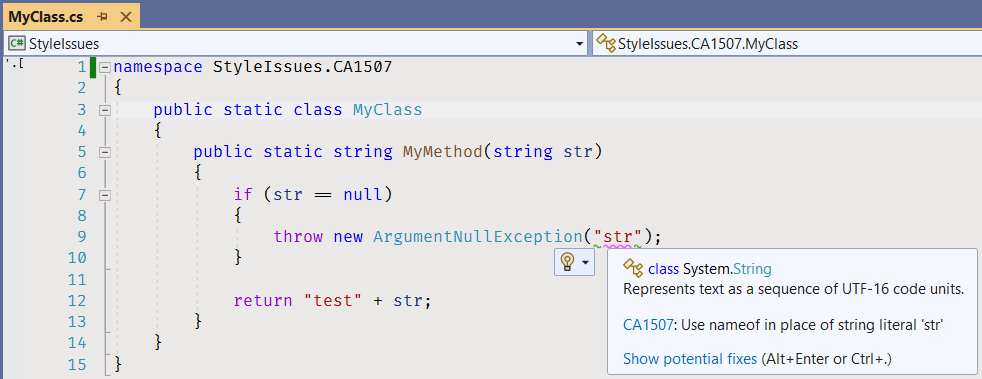 MyClass.cs
StyleIssues StyleIssues.CA1507.MyClass
'.[
1 namespace StyleIssues.CA1507
2 {
3 public static class MyClass
4 {
5 public static string MyMethod(string str)
6 {
7 if (str == null)
8 {
9 throw new ArgumentNullException("str");
10 }
11
12 return "test" + str;
13 }
14 }
15 }
class System.String
Represents text as a sequence of UTF-16 code units.
CA1507: Use nameof in place of string literal 'str'
Show potential fixes (Alt+Enter or Ctrl+.)